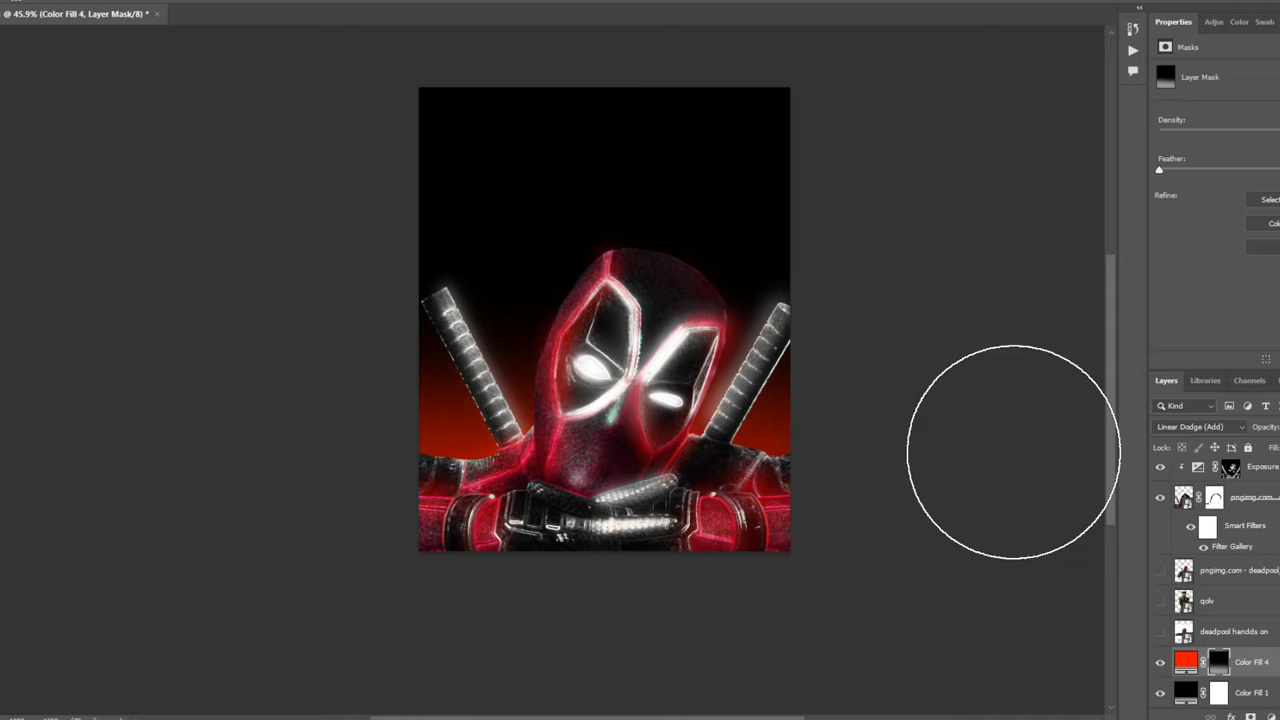 @ 45.9% (Color Fill 4, Layer Mask/8) * ×
Properties Adju Color Swat
Masks
Layer Mask
Density:
Feather:
Refine:
Select
Col
Layers Libraries Channels
Kind
Linear Dodge (Add) Opacity:
Lock: Fill:
Exposure
pngimg.com
Smart Filters
Filter Gallery
pngimg.com - deadpool
qolv
deadpool handds on
Color Fill 4
Color Fill 1